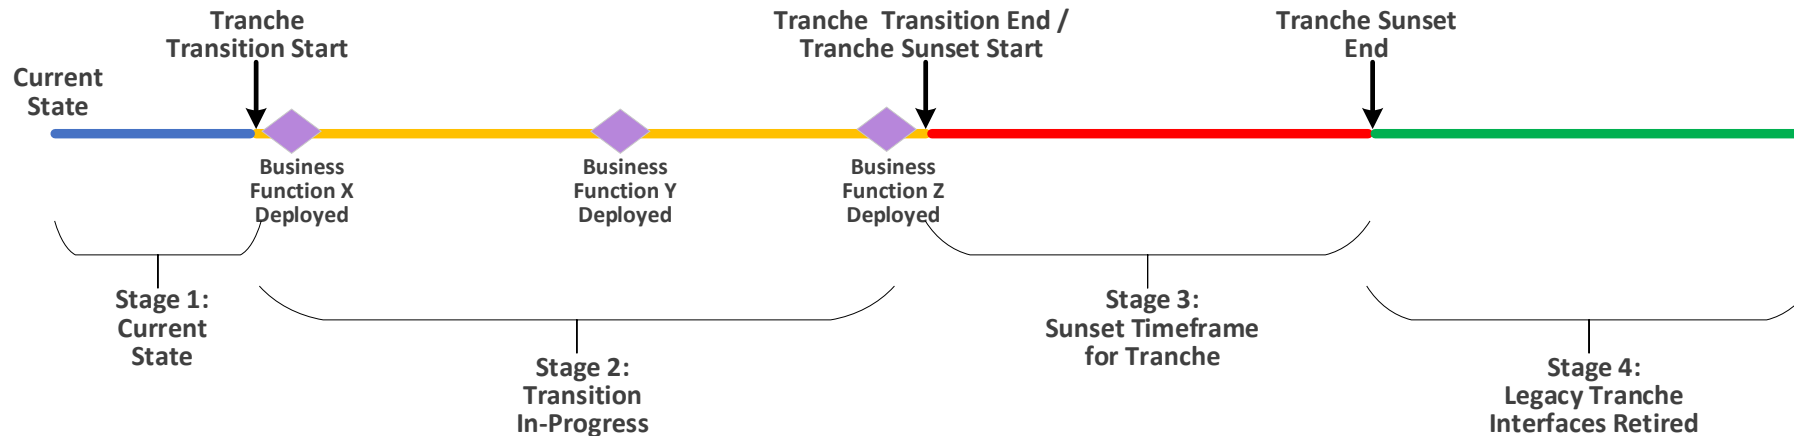 Tranche
Transition Start
Tranche  Transition End /
Tranche Sunset Start
Tranche Sunset
End
Current
State
Business
Function X
Deployed
Business
Function Y
Deployed
Business
Function Z
Deployed
Stage 1:
Current
State
Stage 2:
Transition
In-Progress
Stage 3:
Sunset Timeframe
for Tranche
Stage 4:
Legacy Tranche
Interfaces Retired